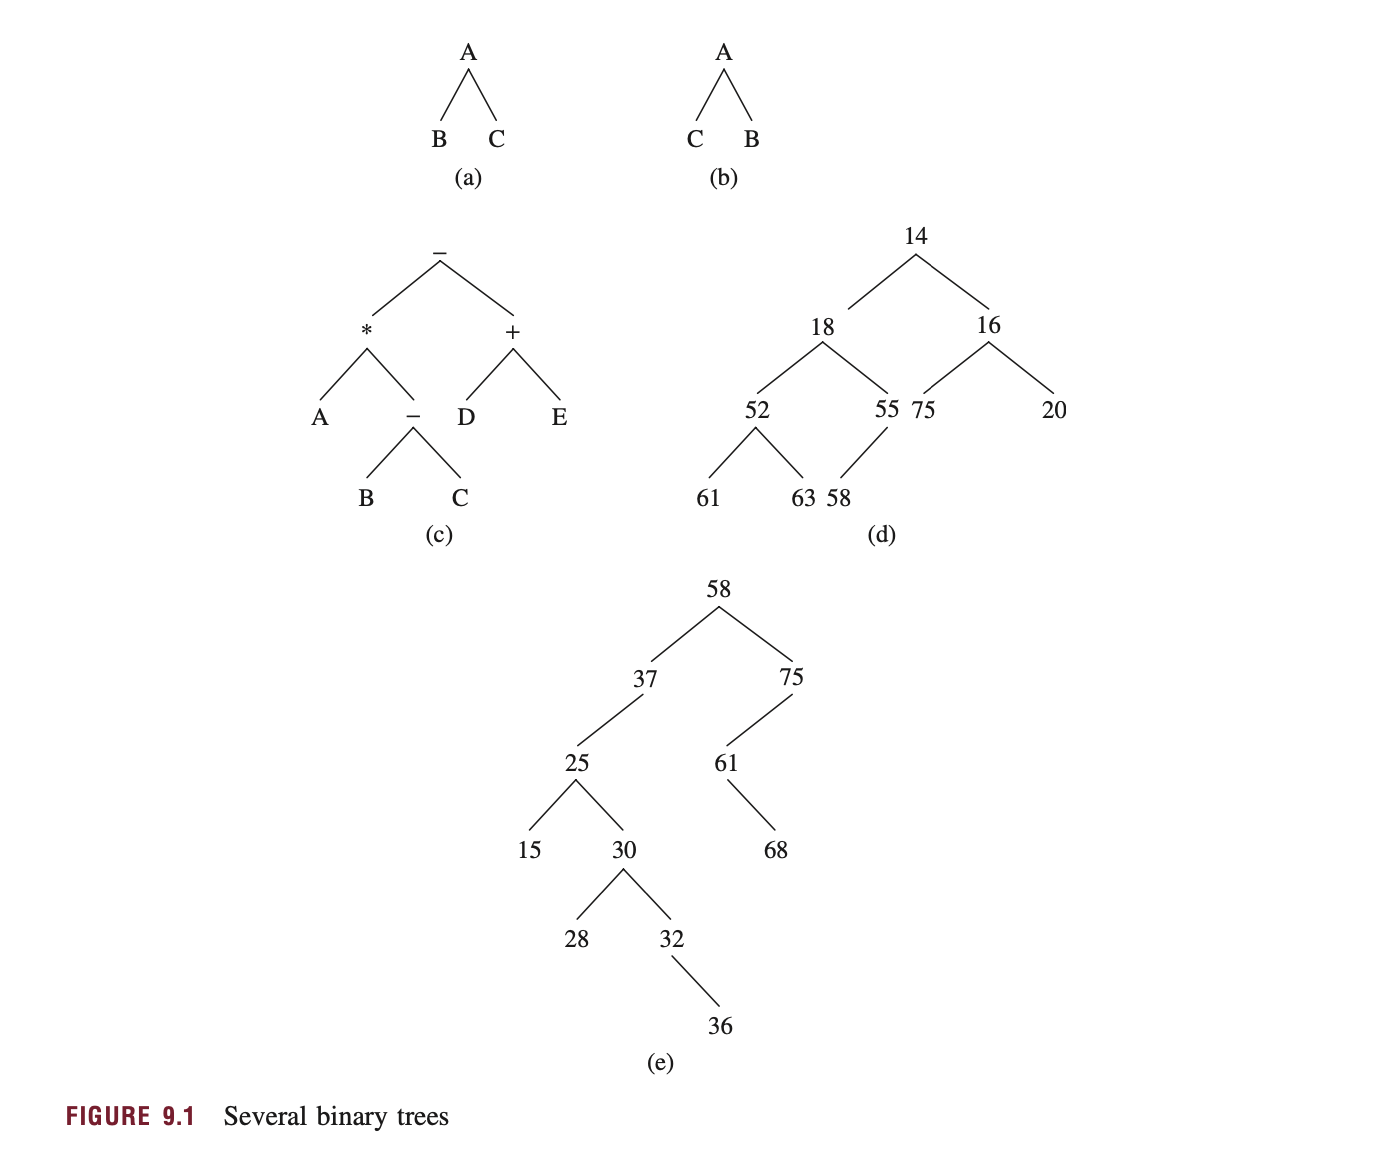 A A
B C C B
(a) (b)
14
–
18 16
* +
52 55 75 20
A – D E
61 63 58
B C
(c) (d)
58
37 75
25 61
15 30 68
28 32
36
(e)
FIGURE 9.1 Several binary trees